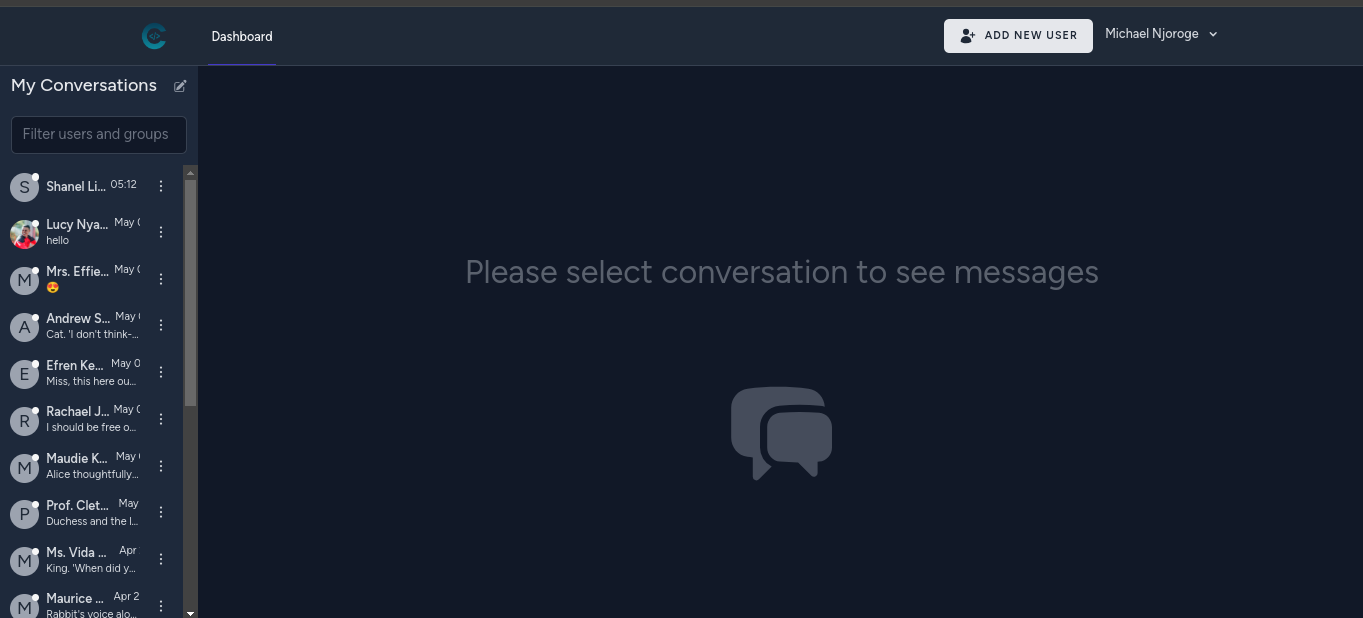 Dashboard
ADD NEW USER
Michael Njoroge
My Conversations
Filter users and groups
S
Shanel Li... 05:12
Lucy Nya... May 0
hello
M
Mrs. Effie... May 0
😍
A
Andrew S... May
Cat. 'I don't think-...
E
Efren Ke... May 0
Miss, this here ou...
R
Rachael J... May 0
I should be free o...
M
Maudie K... May
Alice thoughtfully...
P
Prof. Clet... May
Duchess and the l...
M
Ms. Vida ... Apr
King. 'When did y...
M
Maurice ... Apr 2
Rabbit's voice alo...
Please select conversation to see messages